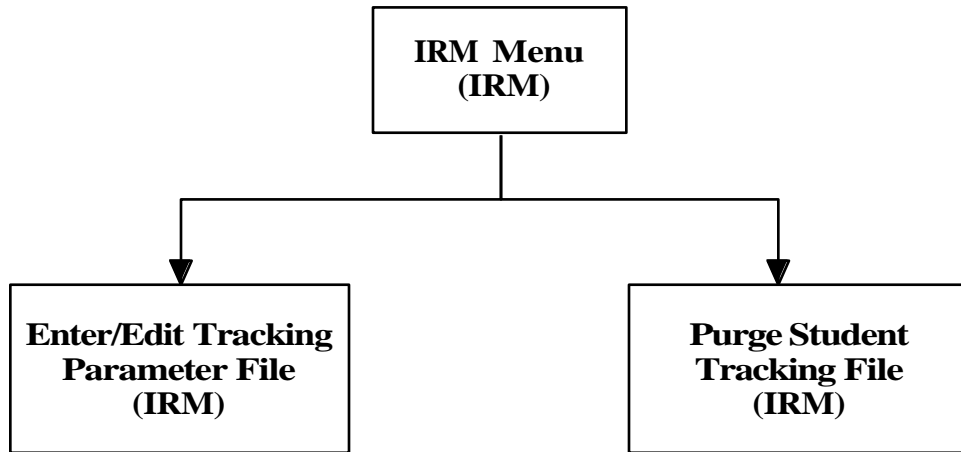 IRM Menu
(IRM)
Enter/Edit Tracking
Parameter File
(IRM)
Purge Student
Tracking File
(IRM)